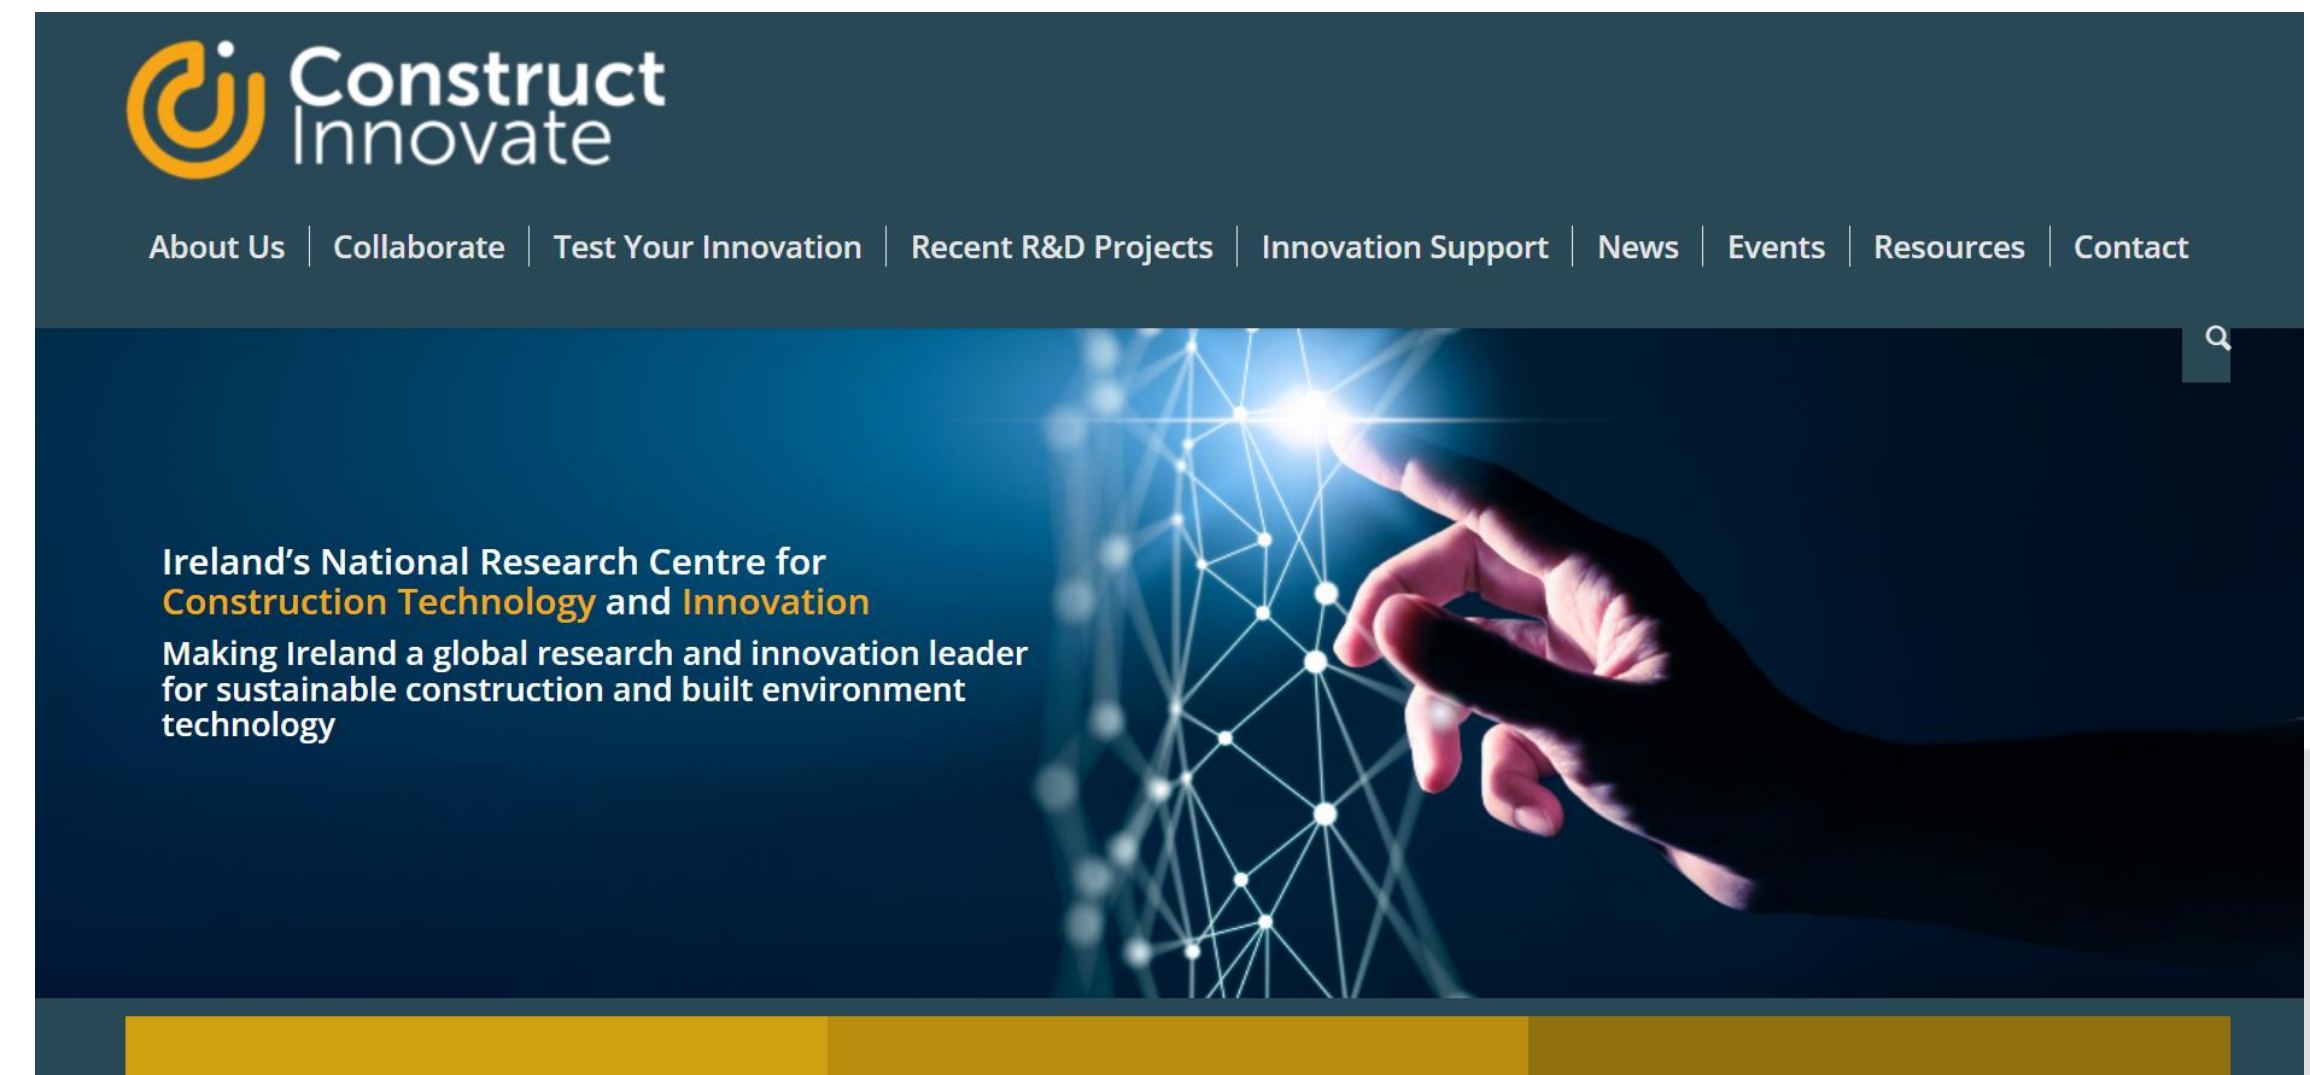 Construct
Innovate
About Us
Collaborate
Test Your Innovation
Recent R&D Projects
Innovation Support
News
Events
Resources
Contact
Ireland’s National Research Centre for
Construction Technology and Innovation
Making Ireland a global research and innovation leader
for sustainable construction and built environment
technology